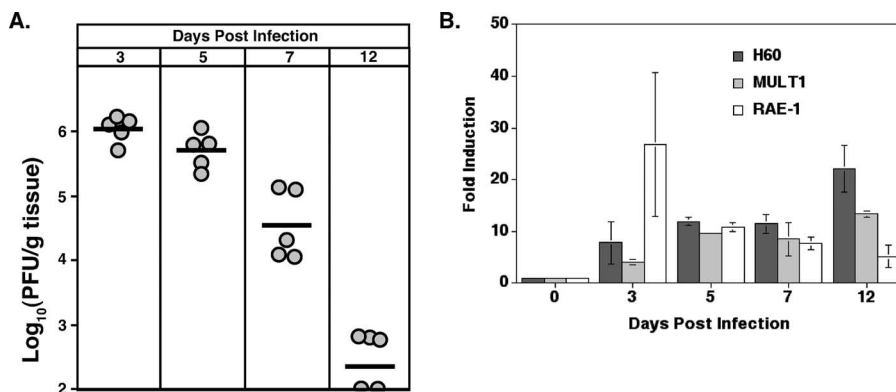 A.
Days Post Infection
3 5 7 12
6
5
4
3
2
Log10(PFU/g tissue)
B.
50
40
30
20
10
0
Fold Induction
H60
MULT1
RAE-1
0 3 5 7 12
Days Post Infection